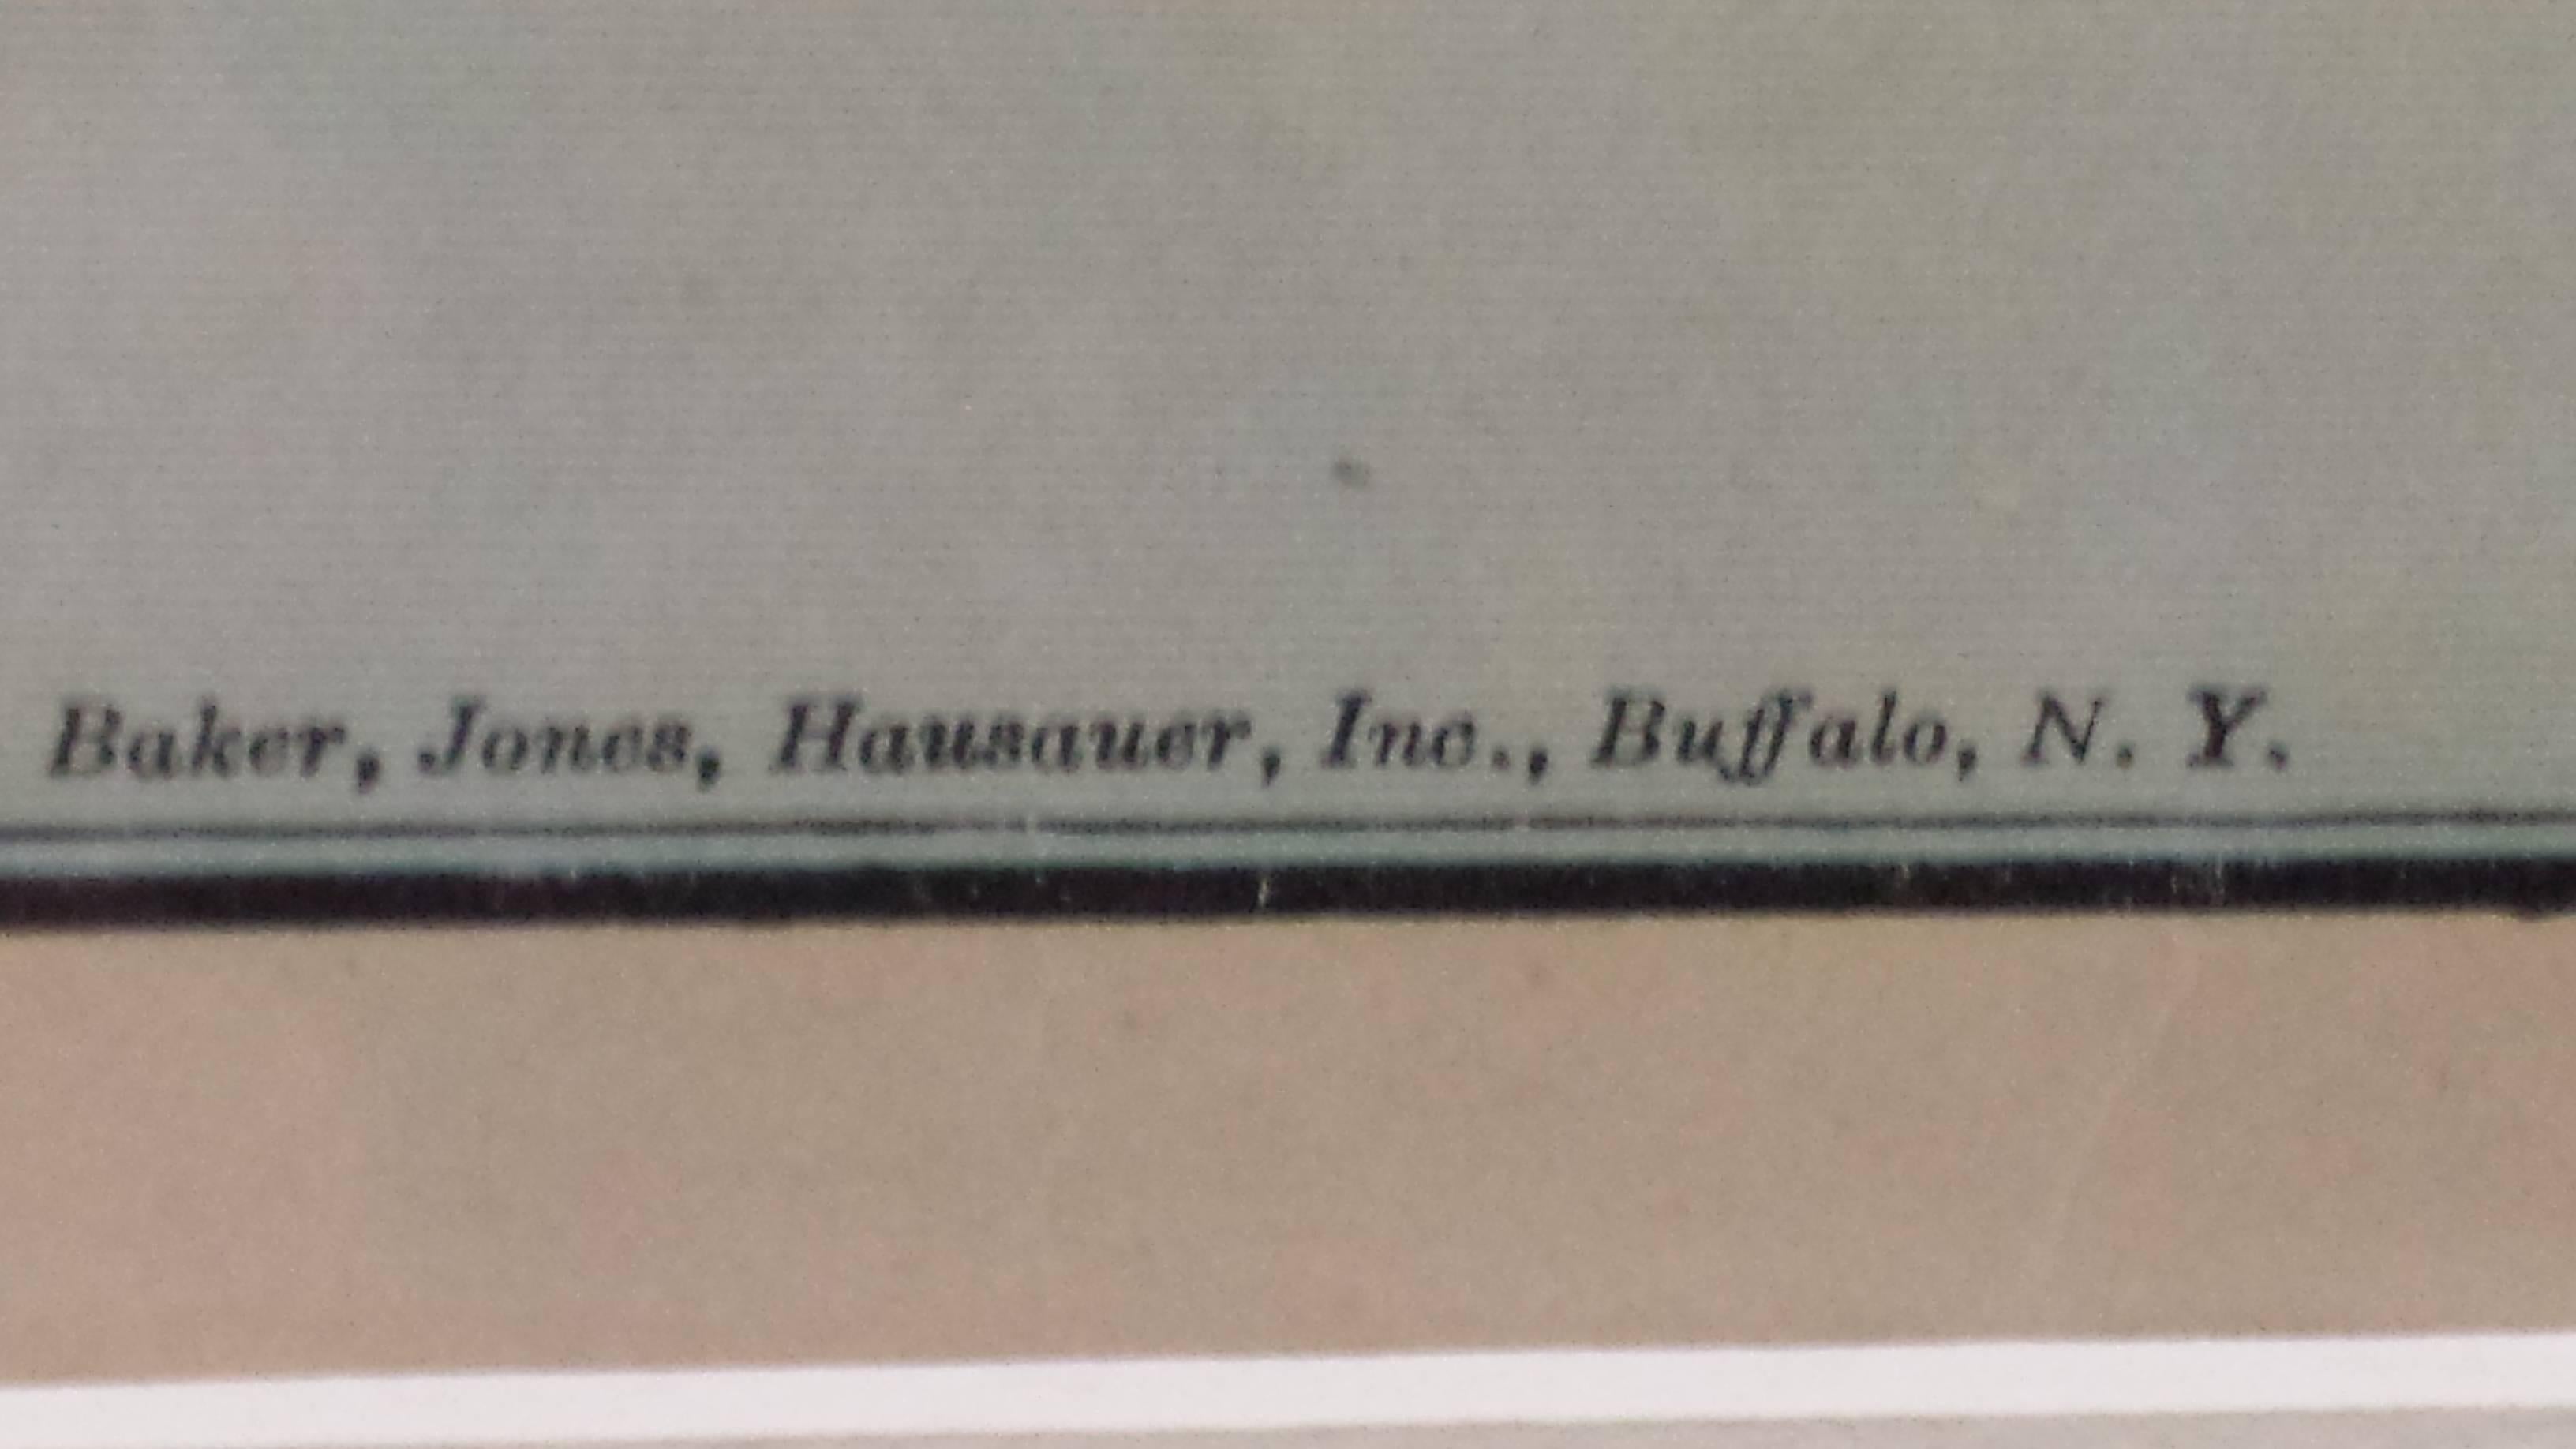 Baker, Jones, Hausauer, Inc., Buffalo, N. Y.